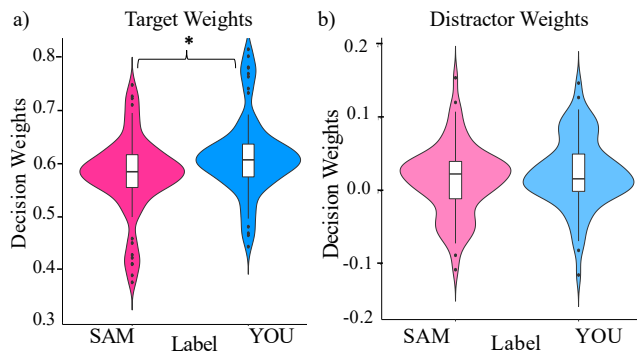 a) Target Weights
*
Decision Weights
0.8
0.7
0.6
0.5
0.4
0.3
SAM Label YOU
b) Distractor Weights
Decision Weights
0.2
0.1
0.0
-0.1
-0.2
SAM Label YOU